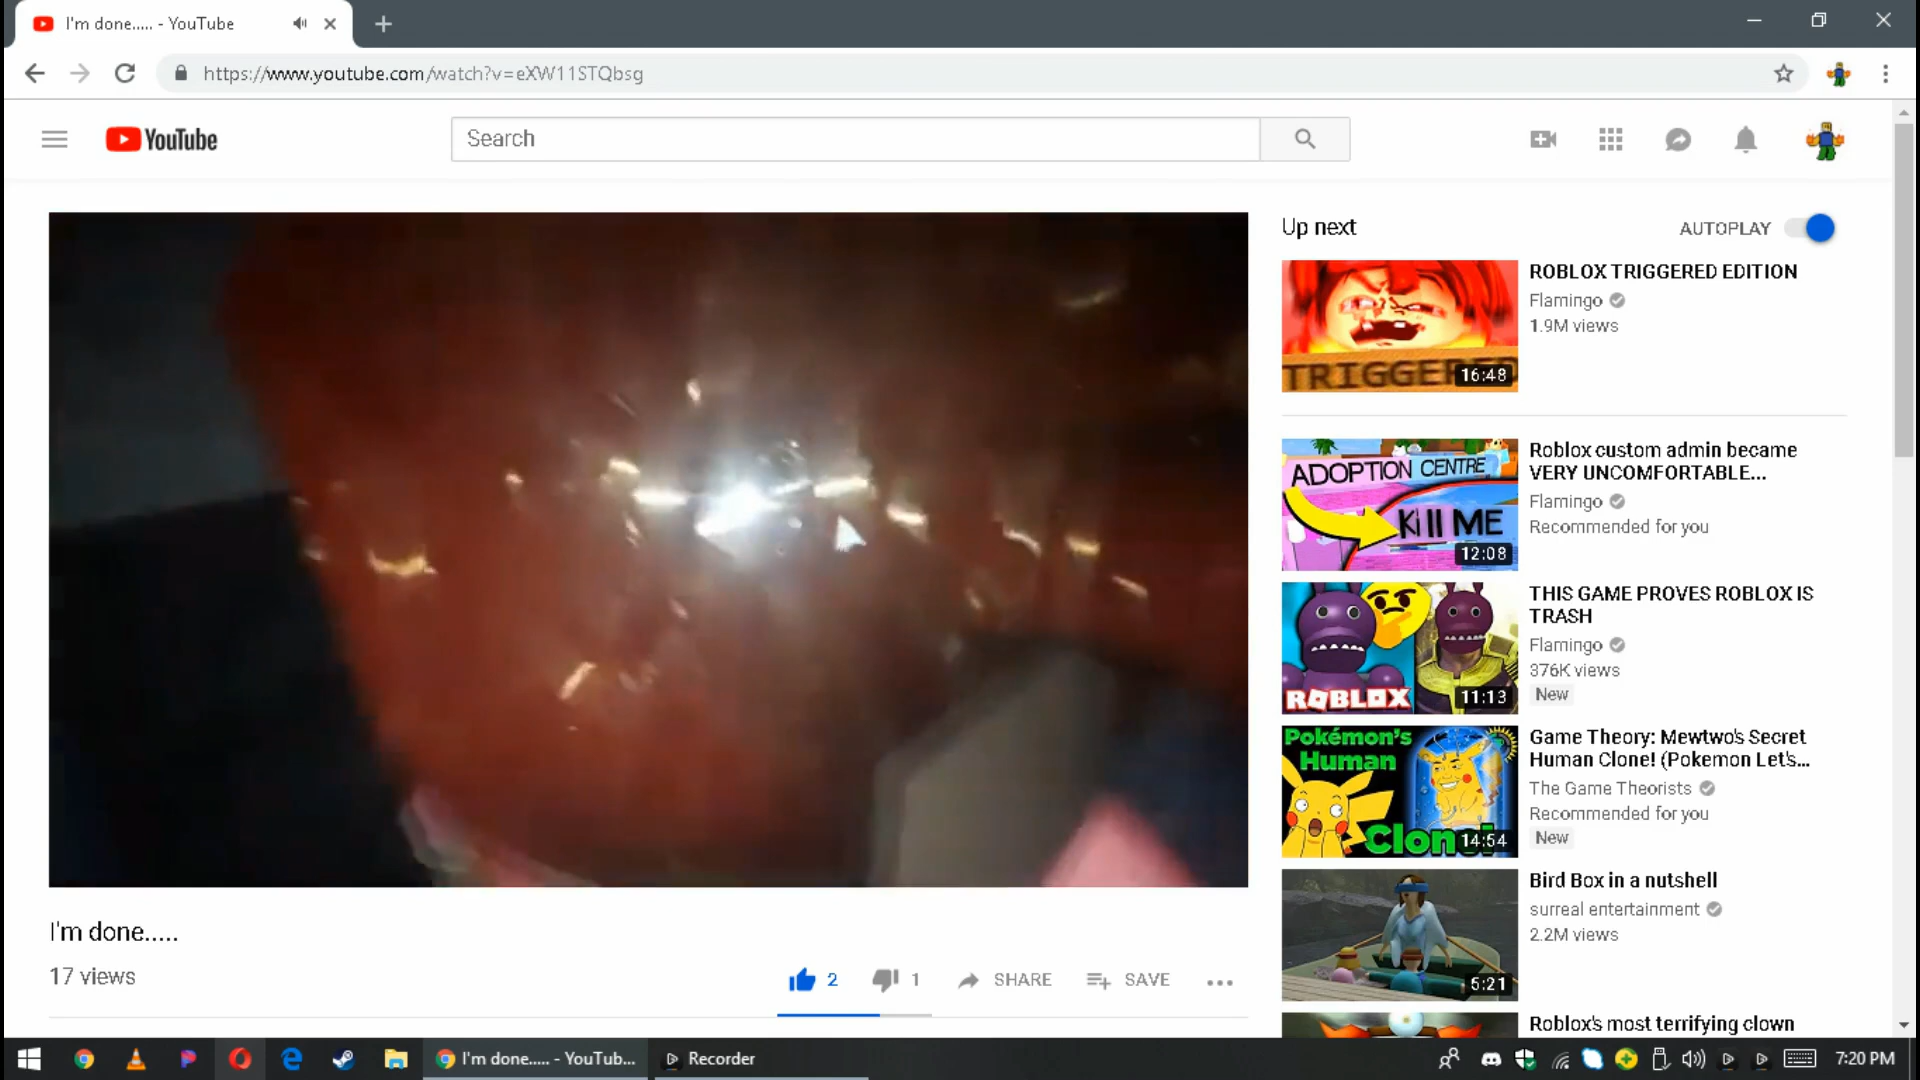 I'm done..... - YouTube
https://www.youtube.com/watch?v=eXW11STQbsg
YouTube
Search
Up next
AUTOPLAY
ROBLOX TRIGGERED EDITION
Flamingo
1.9M views
TRIGGERED
16:48
ADOPTION CENTRE
Kill ME
12:08
Roblox custom admin became
VERY UNCOMFORTABLE...
Flamingo
Recommended for you
ROBLOX
11:13
THIS GAME PROVES ROBLOX IS
TRASH
Flamingo
376K views
New
Pokémon's
Human
Clone!
14:54
Game Theory: Mewtwo's Secret
Human Clone! (Pokemon Let's...
The Game Theorists
Recommended for you
New
5:21
Bird Box in a nutshell
surreal entertainment
2.2M views
Roblox's most terrifying clown
I'm done.....
17 views
2
1
SHARE
SAVE
I'm done..... - YouTub...
Recorder
7:20 PM